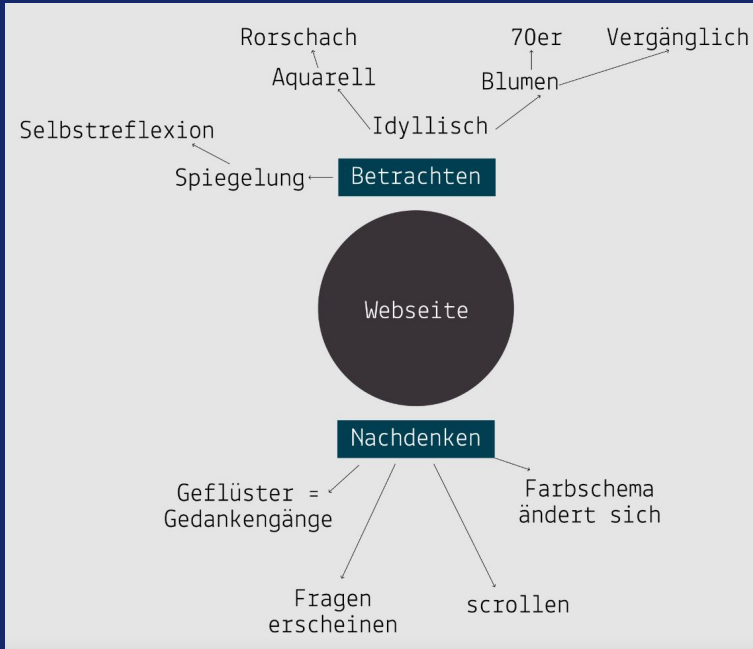 Rorschach
70er
Vergänglich
Aquarell
Blumen
Idyllisch
Selbstreflexion
Spiegelung
Betrachten
Webseite
Nachdenken
Geflüster =
Gedankengänge
Farbschema
ändert sich
Fragen
erscheinen
scrollen